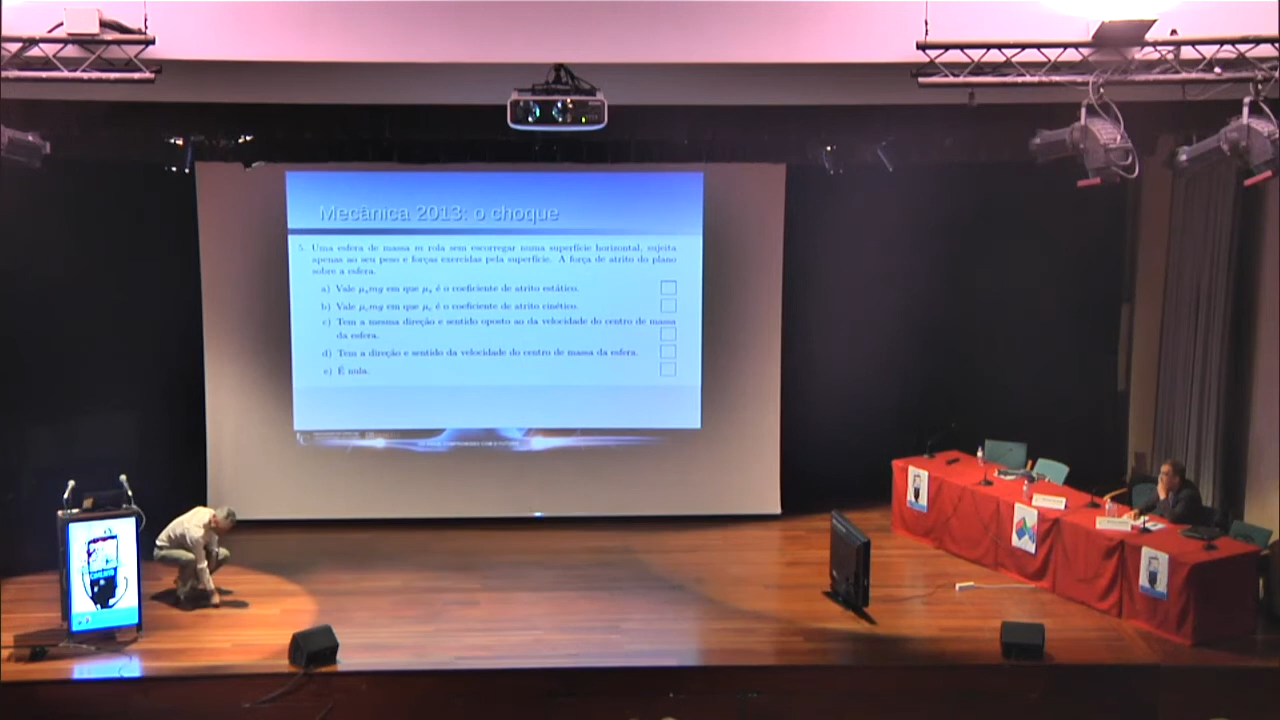 Mecânica 2013: o choque
5. Uma esfera de massa m rola sem escorregar numa superfície horizontal, sujeita
apenas ao seu peso e forças exercidas pela superfície. A força de atrito do plano
sobre a esfera.
a) Vale μₑmg em que μₑ é o coeficiente de atrito estático.
b) Vale μ꜀mg em que μ꜀ é o coeficiente de atrito cinético.
c) Tem a mesma direção e sentido oposto ao da velocidade do centro de massa
da esfera.
d) Tem a direção e sentido da velocidade do centro de massa da esfera.
e) É nula.